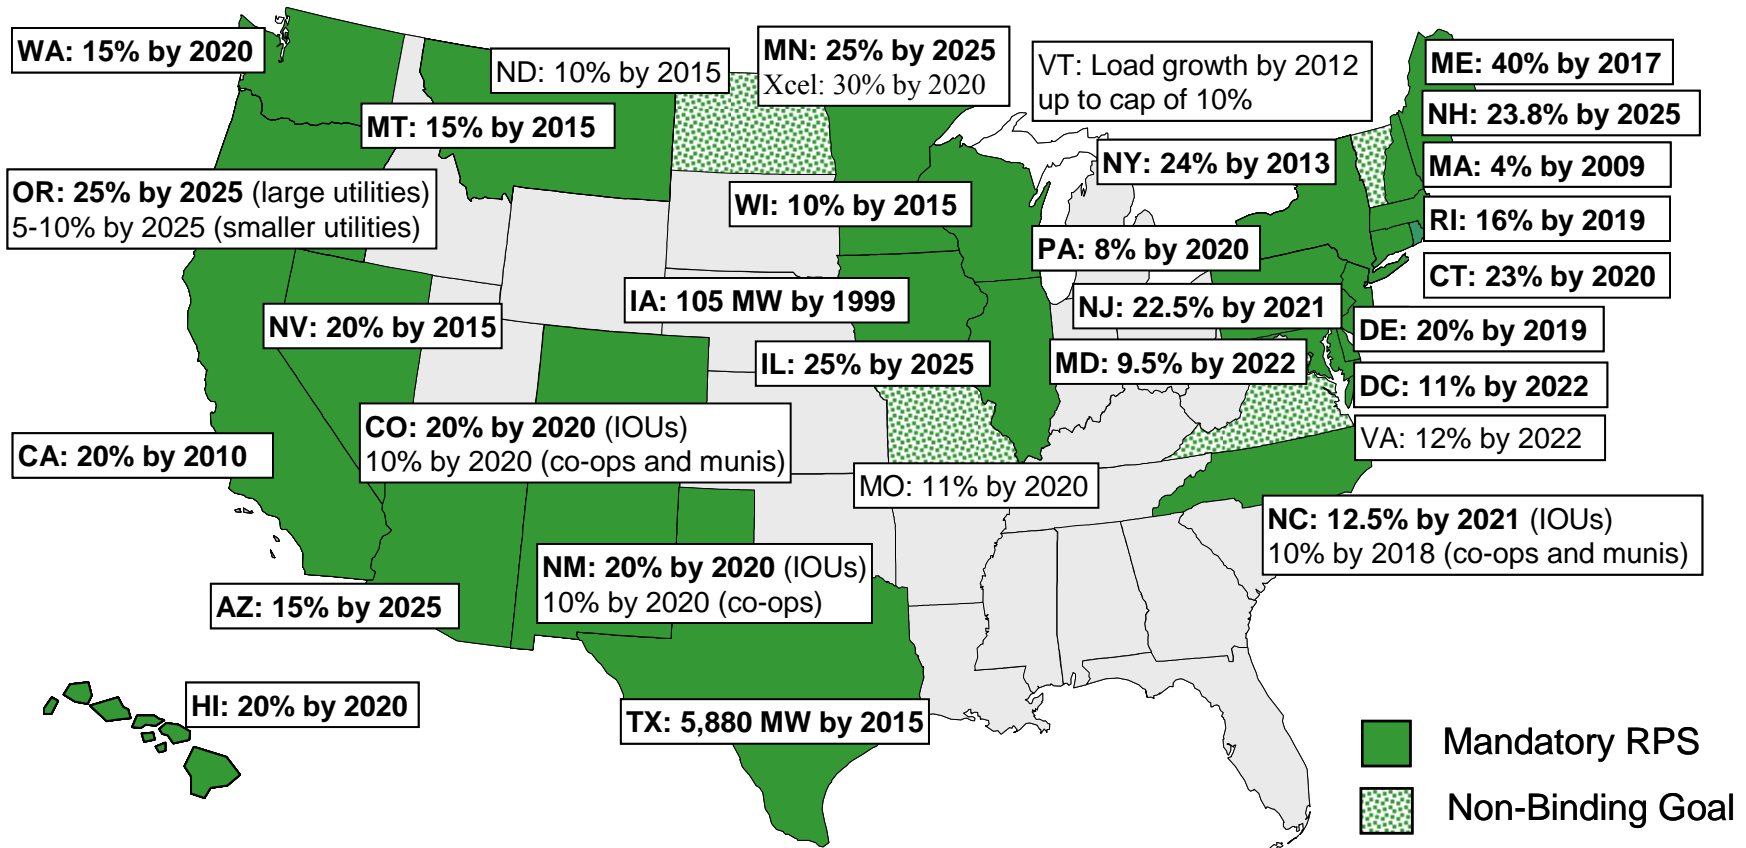 WA: 15% by 2020
ND: 10% by 2015
MN: 25% by 2025
Xcel: 30% by 2020
VT: Load growth by 2012
up to cap of 10%
ME: 40% by 2017
NH: 23.8% by 2025
MT: 15% by 2015
NY: 24% by 2013
MA: 4% by 2009
OR: 25% by 2025 (large utilities)
5-10% by 2025 (smaller utilities)
WI: 10% by 2015
RI: 16% by 2019
PA: 8% by 2020
CT: 23% by 2020
IA: 105 MW by 1999
NJ: 22.5% by 2021
NV: 20% by 2015
DE: 20% by 2019
IL: 25% by 2025
MD: 9.5% by 2022
DC: 11% by 2022
CO: 20% by 2020 (IOUs)
10% by 2020 (co-ops and munis)
VA: 12% by 2022
CA: 20% by 2010
MO: 11% by 2020
NC: 12.5% by 2021 (IOUs)
10% by 2018 (co-ops and munis)
NM: 20% by 2020 (IOUs)
10% by 2020 (co-ops)
AZ: 15% by 2025
HI: 20% by 2020
TX: 5,880 MW by 2015
Mandatory RPS
Non-Binding Goal